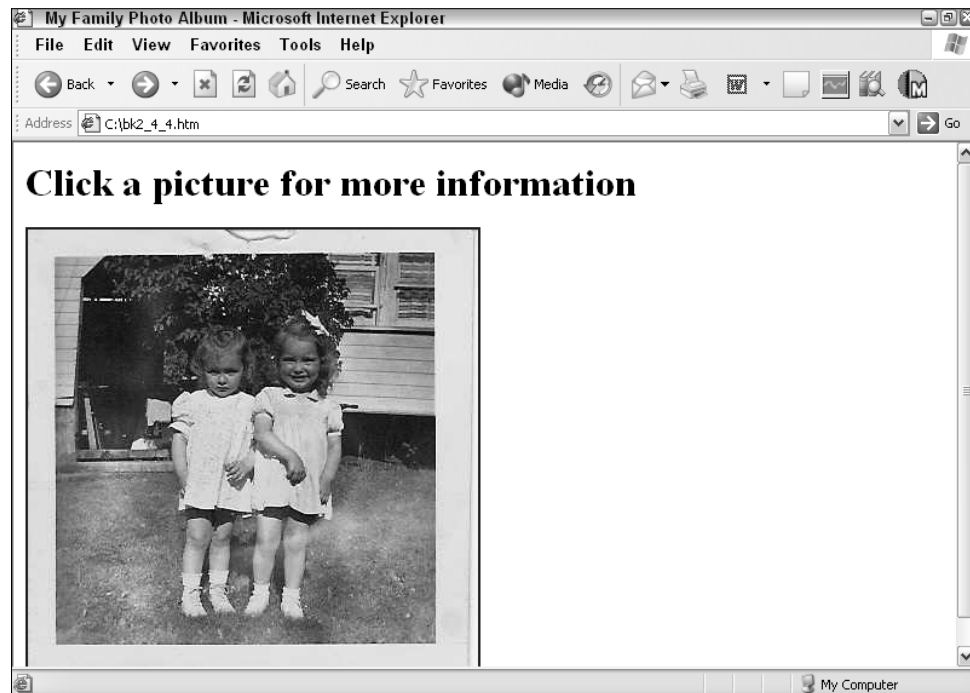 My Family Photo Album - Microsoft Internet Explorer
File Edit View Favorites Tools Help
Back Search Favorites Media
Address C:\bk2_4_4.htm Go
Click a picture for more information
My Computer